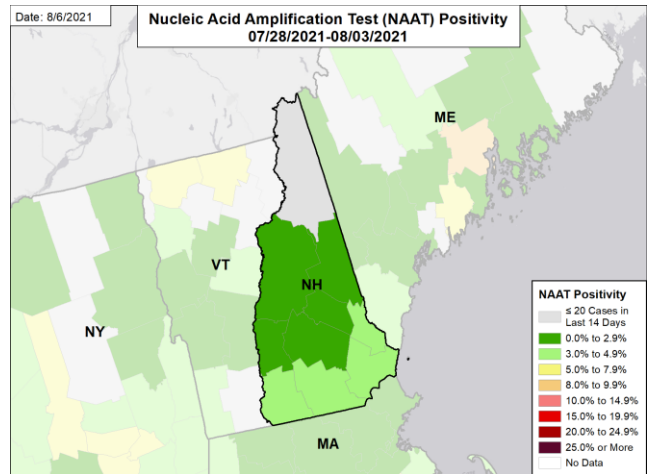 Date: 8/6/2021
Nucleic Acid Amplification Test (NAAT) Positivity
07/28/2021-08/03/2021
ME
VT
NH
NY
MA
NAAT Positivity
≤ 20 Cases in
Last 14 Days
0.0% to 2.9%
3.0% to 4.9%
5.0% to 7.9%
8.0% to 9.9%
10.0% to 14.9%
15.0% to 19.9%
20.0% to 24.9%
25.0% or More
No Data